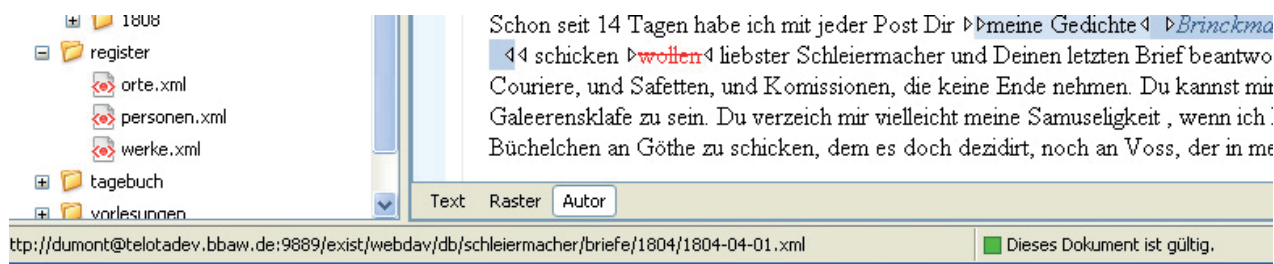 1808
register
orte.xml
personen.xml
werke.xml
tagebuch
vorlesungen
Schon seit 14 Tagen habe ich mit jeder Post Dir meine Gedichte
schicken wollen liebster Schleiermacher und Deinen letzten Brief
Couriere, und Safetten, und Komissionen, die keine Ende nehmen. Du kannst
Galeerensklafe zu sein. Du verzeich mir vielleicht meine Samuseligkeit , wenn ich
Büchelchen an Göthe zu schicken, dem es doch dezidirt, noch an Voss, der in
Text Raster Autor
ttp://dumont@telotadev.bbaw.de:9889/exist/webdav/db/schleiermacher/briefe/1804/1804-04-01.xml
Dieses Dokument ist gültig.